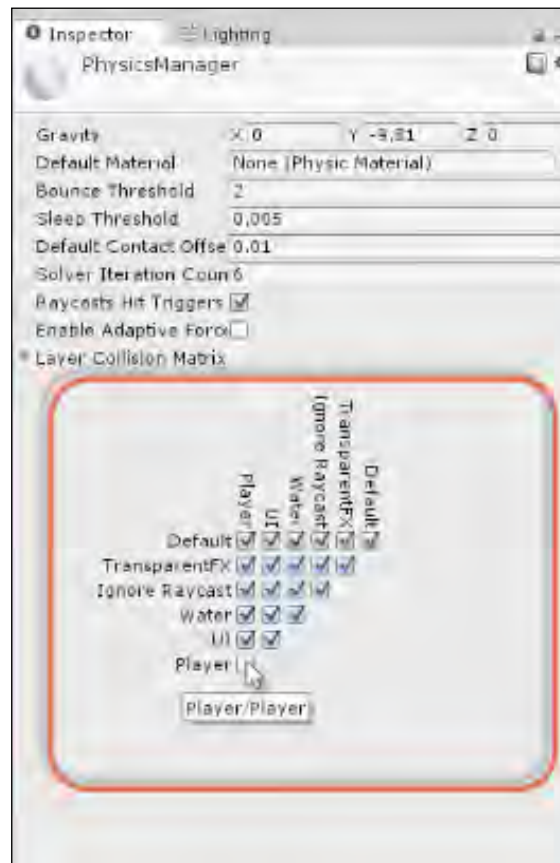 Inspector Lighting
PhysicsManager
Gravity X 0 Y -9.81 Z 0
Default Material None (Physic Material)
Bounce Threshold 2
Sleep Threshold 0.005
Default Contact Offse 0.01
Solver Iteration Coun 6
Raycasts Hit Triggers
Enable Adaptive Force
Layer Collision Matrix
Player
UI
Water
Ignore Raycast
TransparentFX
Default
Default
TransparentFX
Ignore Raycast
Water
UI
Player
Player/Player